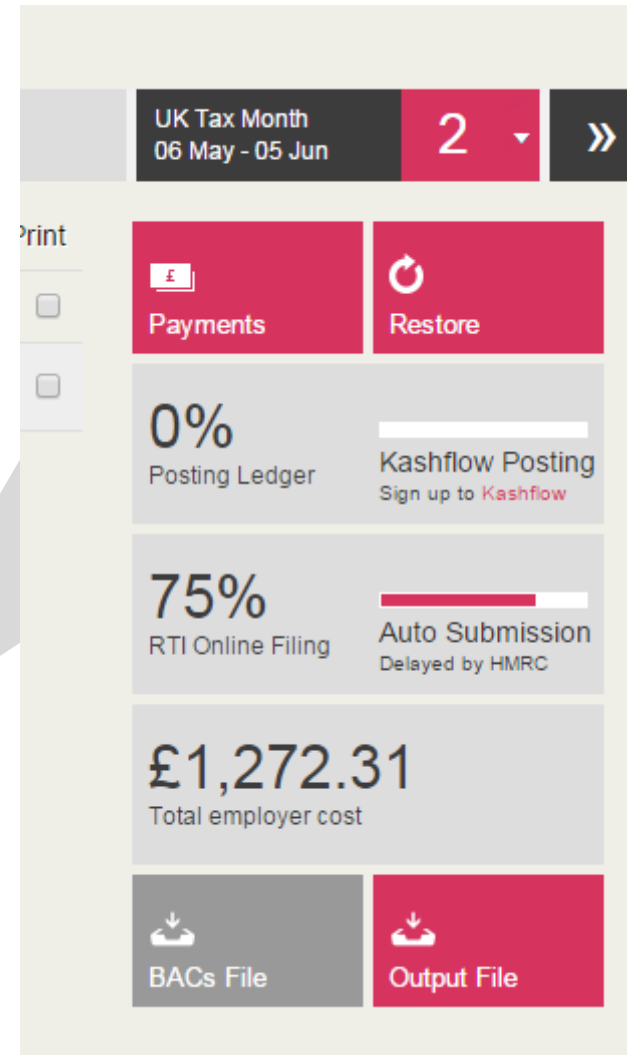 UK Tax Month
06 May - 05 Jun
2
»
Print
£
Payments
Restore
0%
Posting Ledger
Kashflow Posting
Sign up to Kashflow
75%
RTI Online Filing
Auto Submission
Delayed by HMRC
£1,272.31
Total employer cost
BACs File
Output File